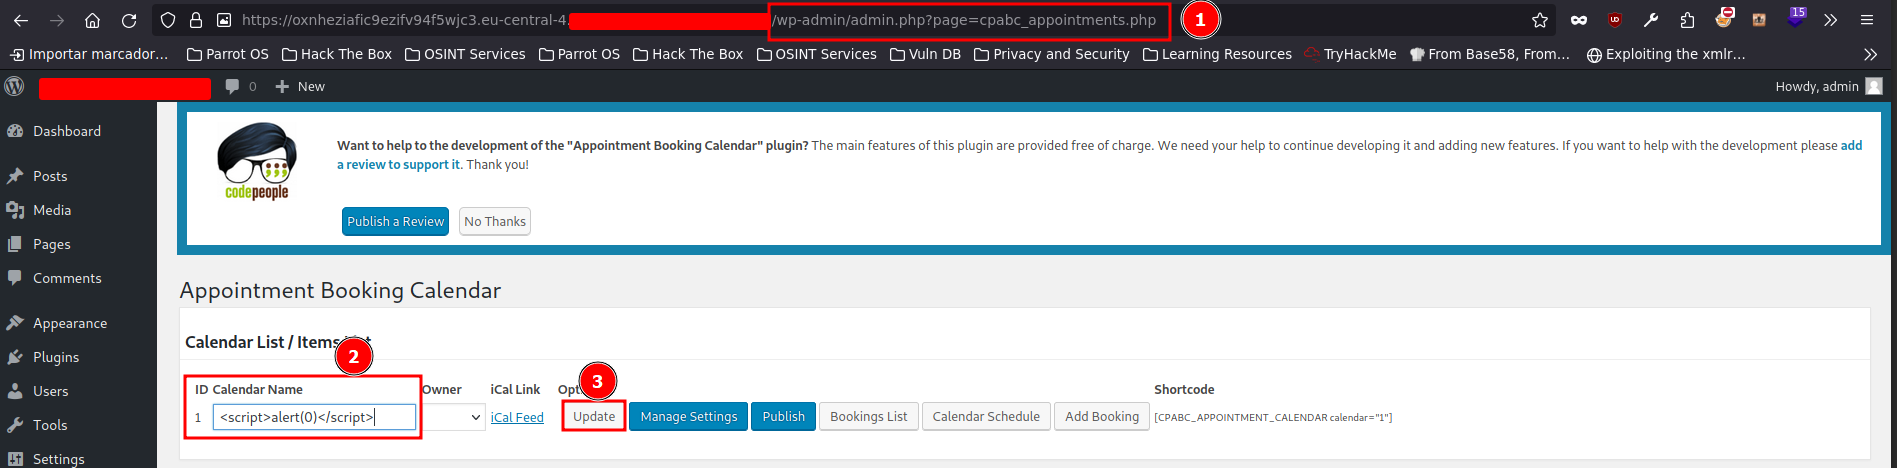 https://oxnheziafic9ezifv94f5wjc3.eu-central-4. /wp-admin/admin.php?page=cpabc_appointments.php 1 15
Importar marcador... Parrot OS Hack The Box OSINT Services Parrot OS Hack The Box OSINT Services Vuln DB Privacy and Security Learning Resources TryHackMe From Base58, From... Exploiting the xmlr...
0 New Howdy, admin
Dashboard
Posts
Media
Pages
Comments
Appearance
Plugins
Users
Tools
Settings
codepeople
Want to help to the development of the "Appointment Booking Calendar" plugin? The main features of this plugin are provided free of charge. We need your help to continue developing it and adding new features. If you want to help with the development please add
a review to support it. Thank you!
Publish a Review No Thanks
Appointment Booking Calendar
Calendar List / Items
2
3
ID Calendar Name Owner iCal Link Shortcode
1 <script>alert(0)</script> iCal Feed Update Manage Settings Publish Bookings List Calendar Schedule Add Booking [CPABC_APPOINTMENT_CALENDAR calendar="1"]